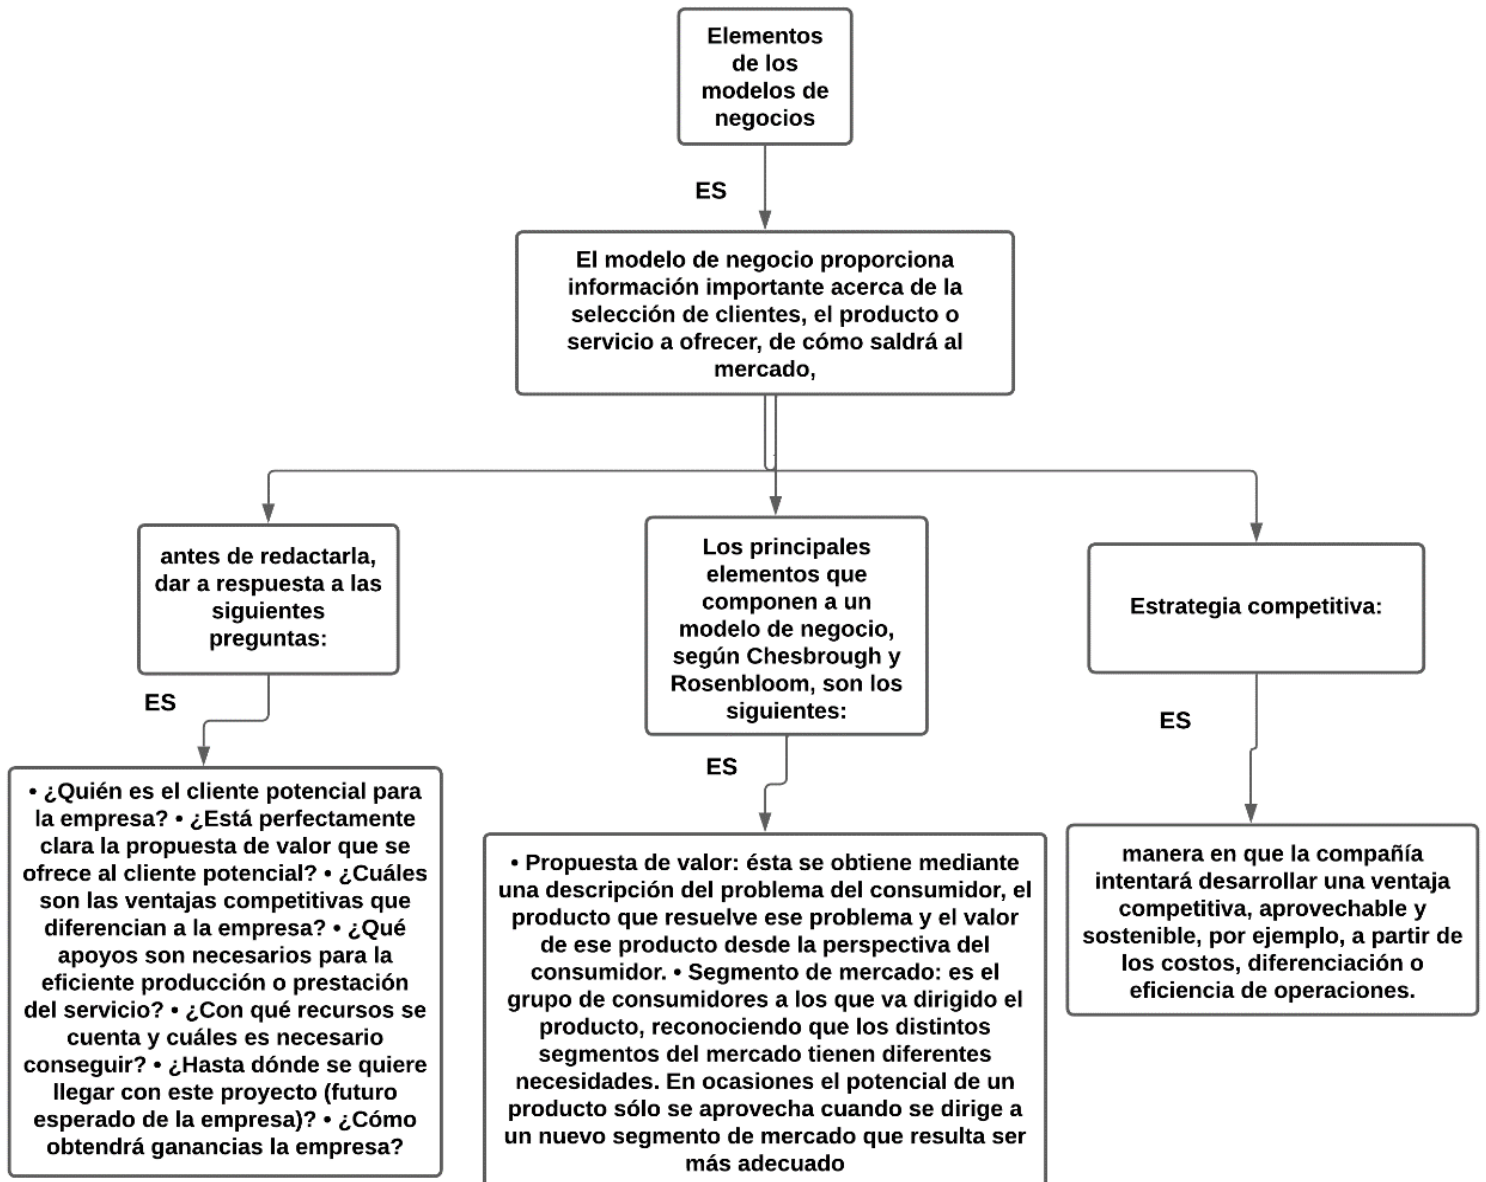 Elementos
de los
modelos de
negocios
ES
El modelo de negocio proporciona
información importante acerca de la
selección de clientes, el producto o
servicio a ofrecer, de cómo saldrá al
mercado,
antes de redactarla,
dar a respuesta a las
siguientes
preguntas:
ES
• ¿Quién es el cliente potencial para
la empresa? • ¿Está perfectamente
clara la propuesta de valor que se
ofrece al cliente potencial? • ¿Cuáles
son las ventajas competitivas que
diferencian a la empresa? • ¿Qué
apoyos son necesarios para la
eficiente producción o prestación
del servicio? • ¿Con qué recursos se
cuenta y cuáles es necesario
conseguir? • ¿Hasta dónde se quiere
llegar con este proyecto (futuro
esperado de la empresa)? • ¿Cómo
obtendrá ganancias la empresa?
Los principales
elementos que
componen a un
modelo de negocio,
según Chesbrough y
Rosenbloom, son los
siguientes:
ES
• Propuesta de valor: ésta se obtiene mediante
una descripción del problema del consumidor, el
producto que resuelve ese problema y el valor
de ese producto desde la perspectiva del
consumidor. • Segmento de mercado: es el
grupo de consumidores a los que va dirigido el
producto, reconociendo que los distintos
segmentos del mercado tienen diferentes
necesidades. En ocasiones el potencial de un
producto sólo se aprovecha cuando se dirige a
un nuevo segmento de mercado que resulta ser
más adecuado
Estrategia competitiva:
ES
manera en que la compañía
intentará desarrollar una ventaja
competitiva, aprovechable y
sostenible, por ejemplo, a partir de
los costos, diferenciación o
eficiencia de operaciones.